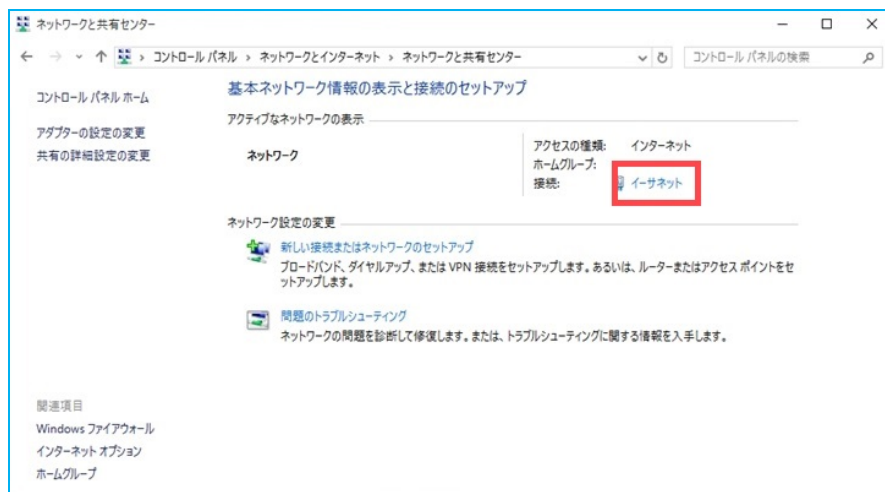 ネットワークと共有センター
コントロール パネル › ネットワークとインターネット › ネットワークと共有センター
コントロール パネルの検索
コントロール パネル ホーム
アダプターの設定の変更
共有の詳細設定の変更
基本ネットワーク情報の表示と接続のセットアップ
アクティブなネットワークの表示
ネットワーク
アクセスの種類: インターネット
ホームグループ:
接続: イーサネット
ネットワーク設定の変更
新しい接続またはネットワークのセットアップ
ブロードバンド、ダイヤルアップ、または VPN 接続をセットアップします。あるいは、ルーターまたはアクセス ポイントをセ
ットアップします。
問題のトラブルシューティング
ネットワークの問題を診断して修復します。または、トラブルシューティングに関する情報を入手します。
関連項目
Windows ファイアウォール
インターネット オプション
ホームグループ